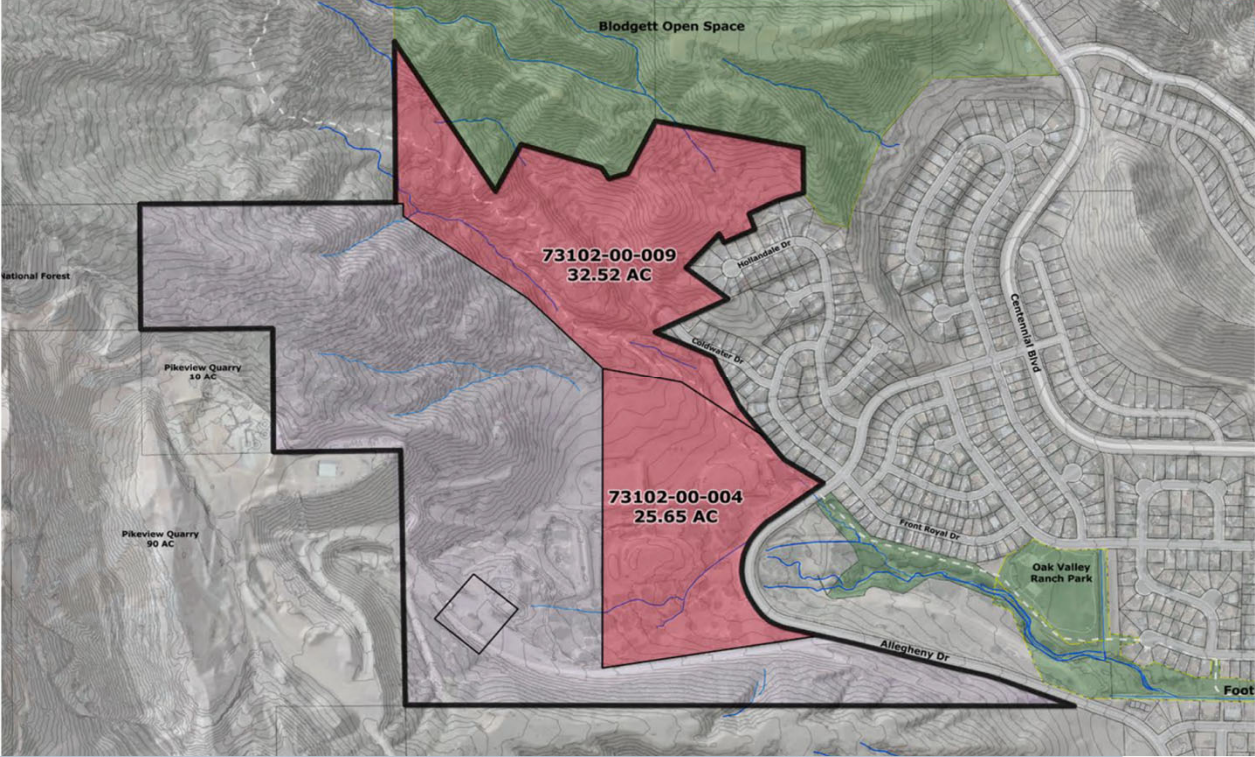 Blodgett Open Space
73102-00-009
32.52 AC
Hollandale Dr
National Forest
Centennial Blvd
Coldwater Dr
Pikeview Quarry
10 AC
73102-00-004
25.65 AC
Front Royal Dr
Pikeview Quarry
90 AC
Oak Valley
Ranch Park
Allegheny Dr
Foot